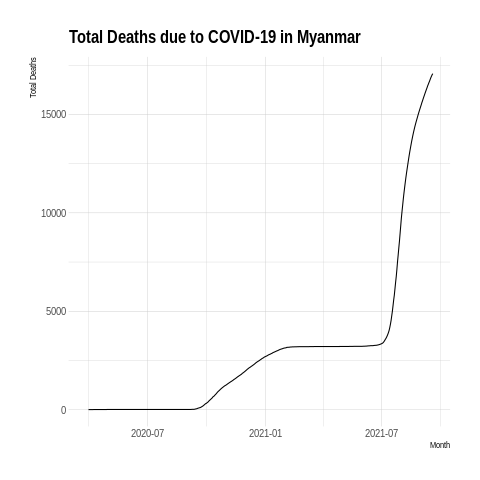 Total Deaths due to COVID-19 in Myanmar
Total Deaths
15000
10000
5000
0
2020-07 2021-01 2021-07
Month